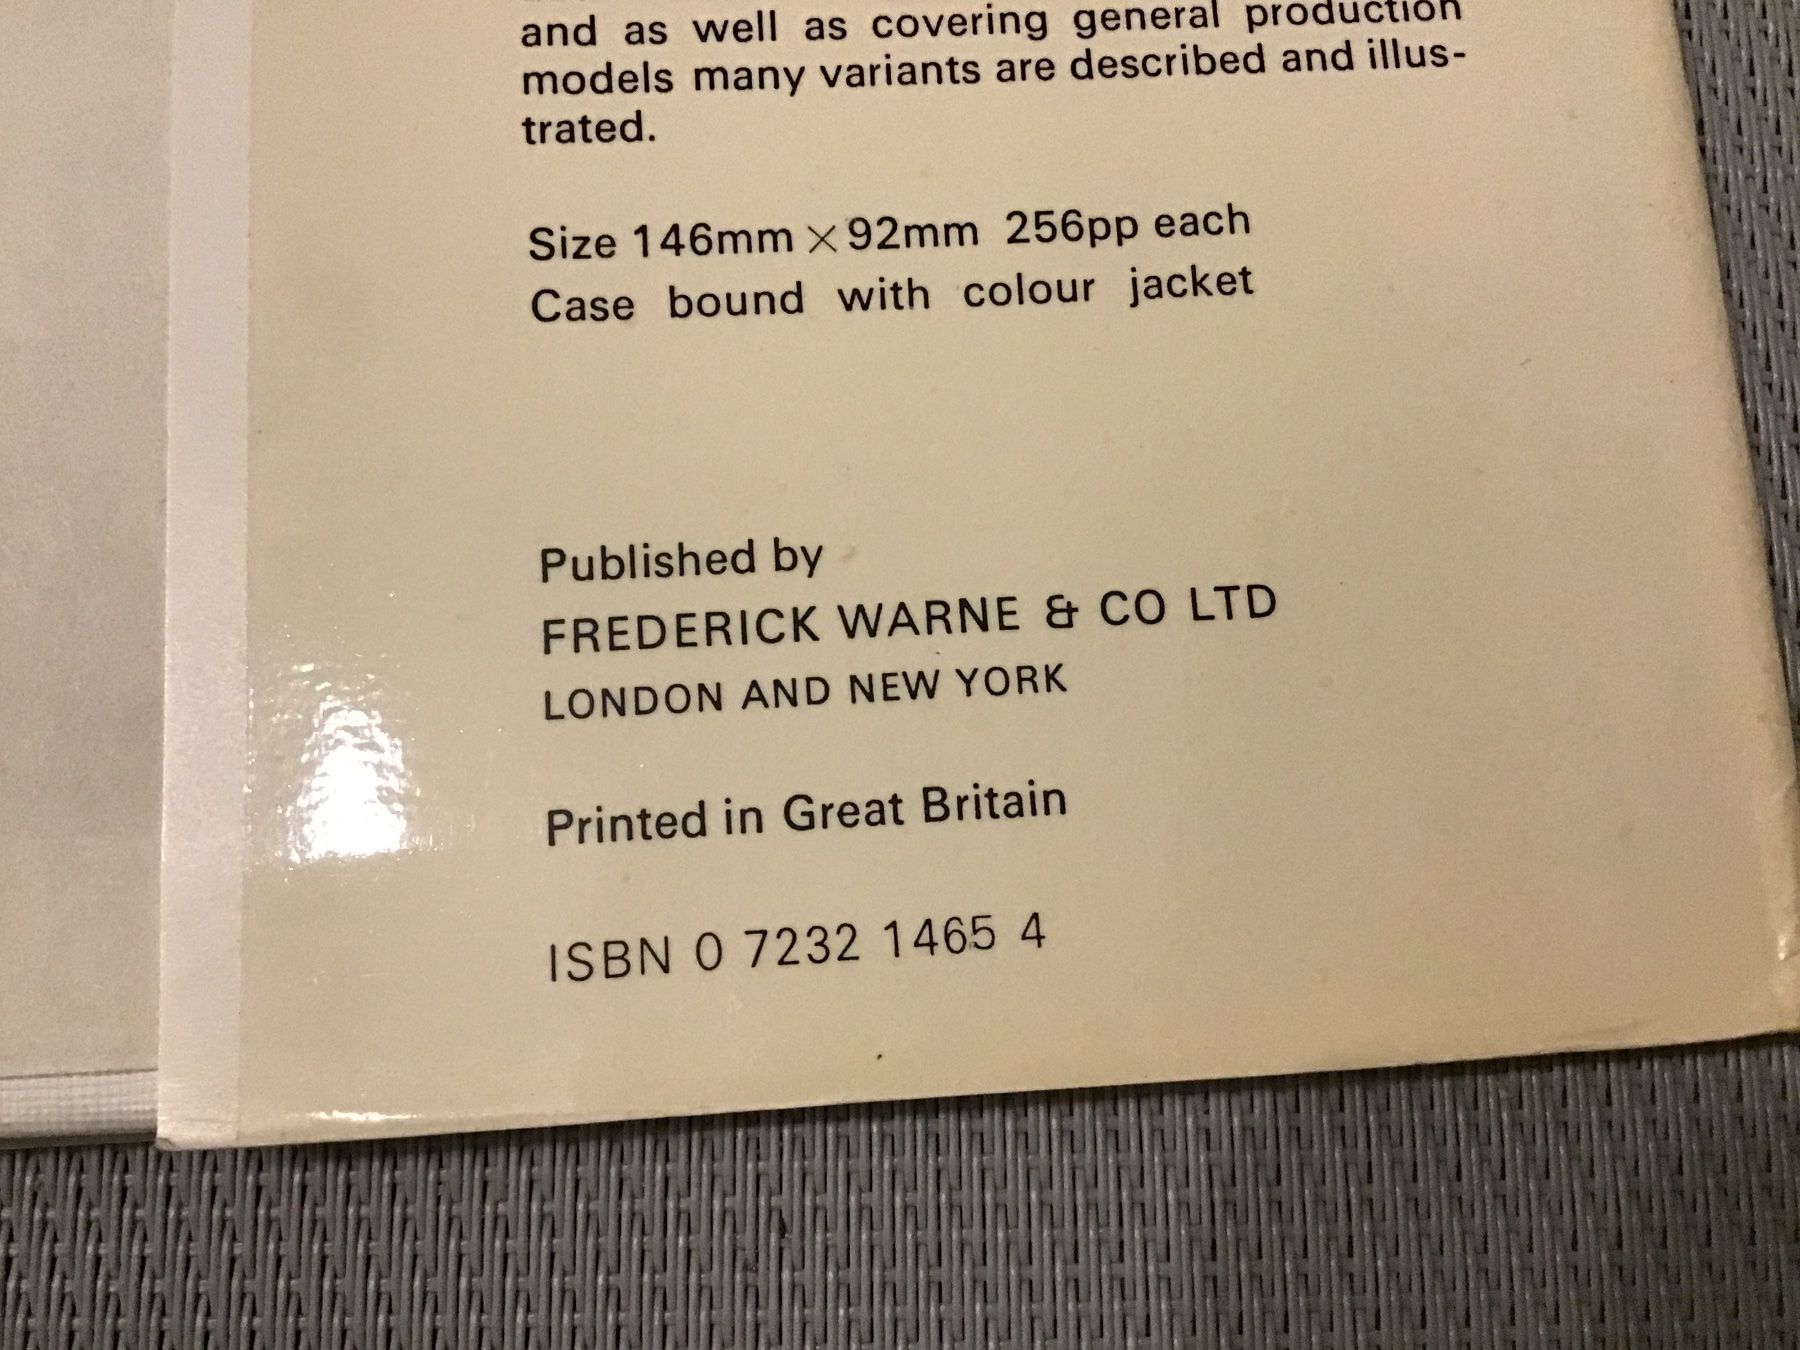 and as well as covering general production
models many variants are described and illus-
trated.
Size 146mm × 92mm 256pp each
Case bound with colour jacket
Published by
FREDERICK WARNE & CO LTD
LONDON AND NEW YORK
Printed in Great Britain
ISBN 0 7232 1465 4